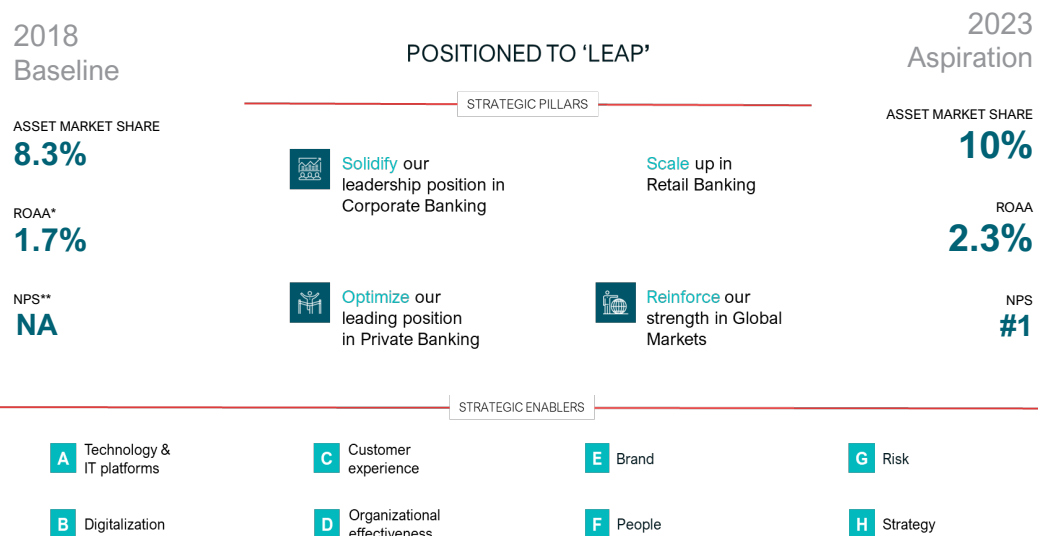 2018
Baseline
POSITIONED TO ‘LEAP’
2023
Aspiration
STRATEGIC PILLARS
ASSET MARKET SHARE
8.3%
ROAA*
1.7%
NPS**
NA
Solidify our
leadership position in
Corporate Banking
Scale up in
Retail Banking
Optimize our
leading position
in Private Banking
Reinforce our
strength in Global
Markets
ASSET MARKET SHARE
10%
ROAA
2.3%
NPS
#1
STRATEGIC ENABLERS
A Technology &
IT platforms
C Customer
experience
E Brand
G Risk
B Digitalization
D Organizational
effectiveness
F People
H Strategy